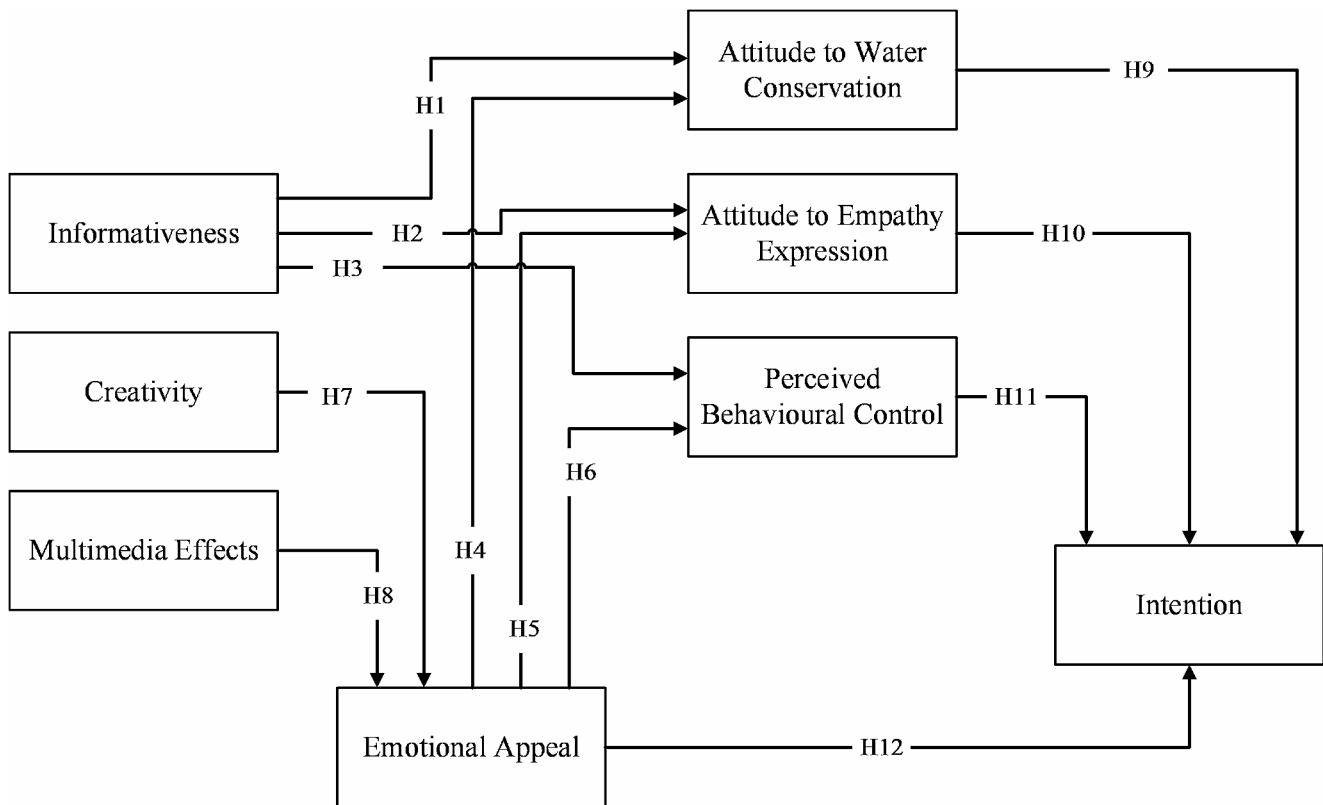 Attitude to Water
Conservation
H9
H1
Informativeness
H2
H3
Attitude to Empathy
Expression
H10
Creativity
H7
Perceived
Behavioural Control
H11
H6
Multimedia Effects
H8
H4
H5
Intention
Emotional Appeal
H12